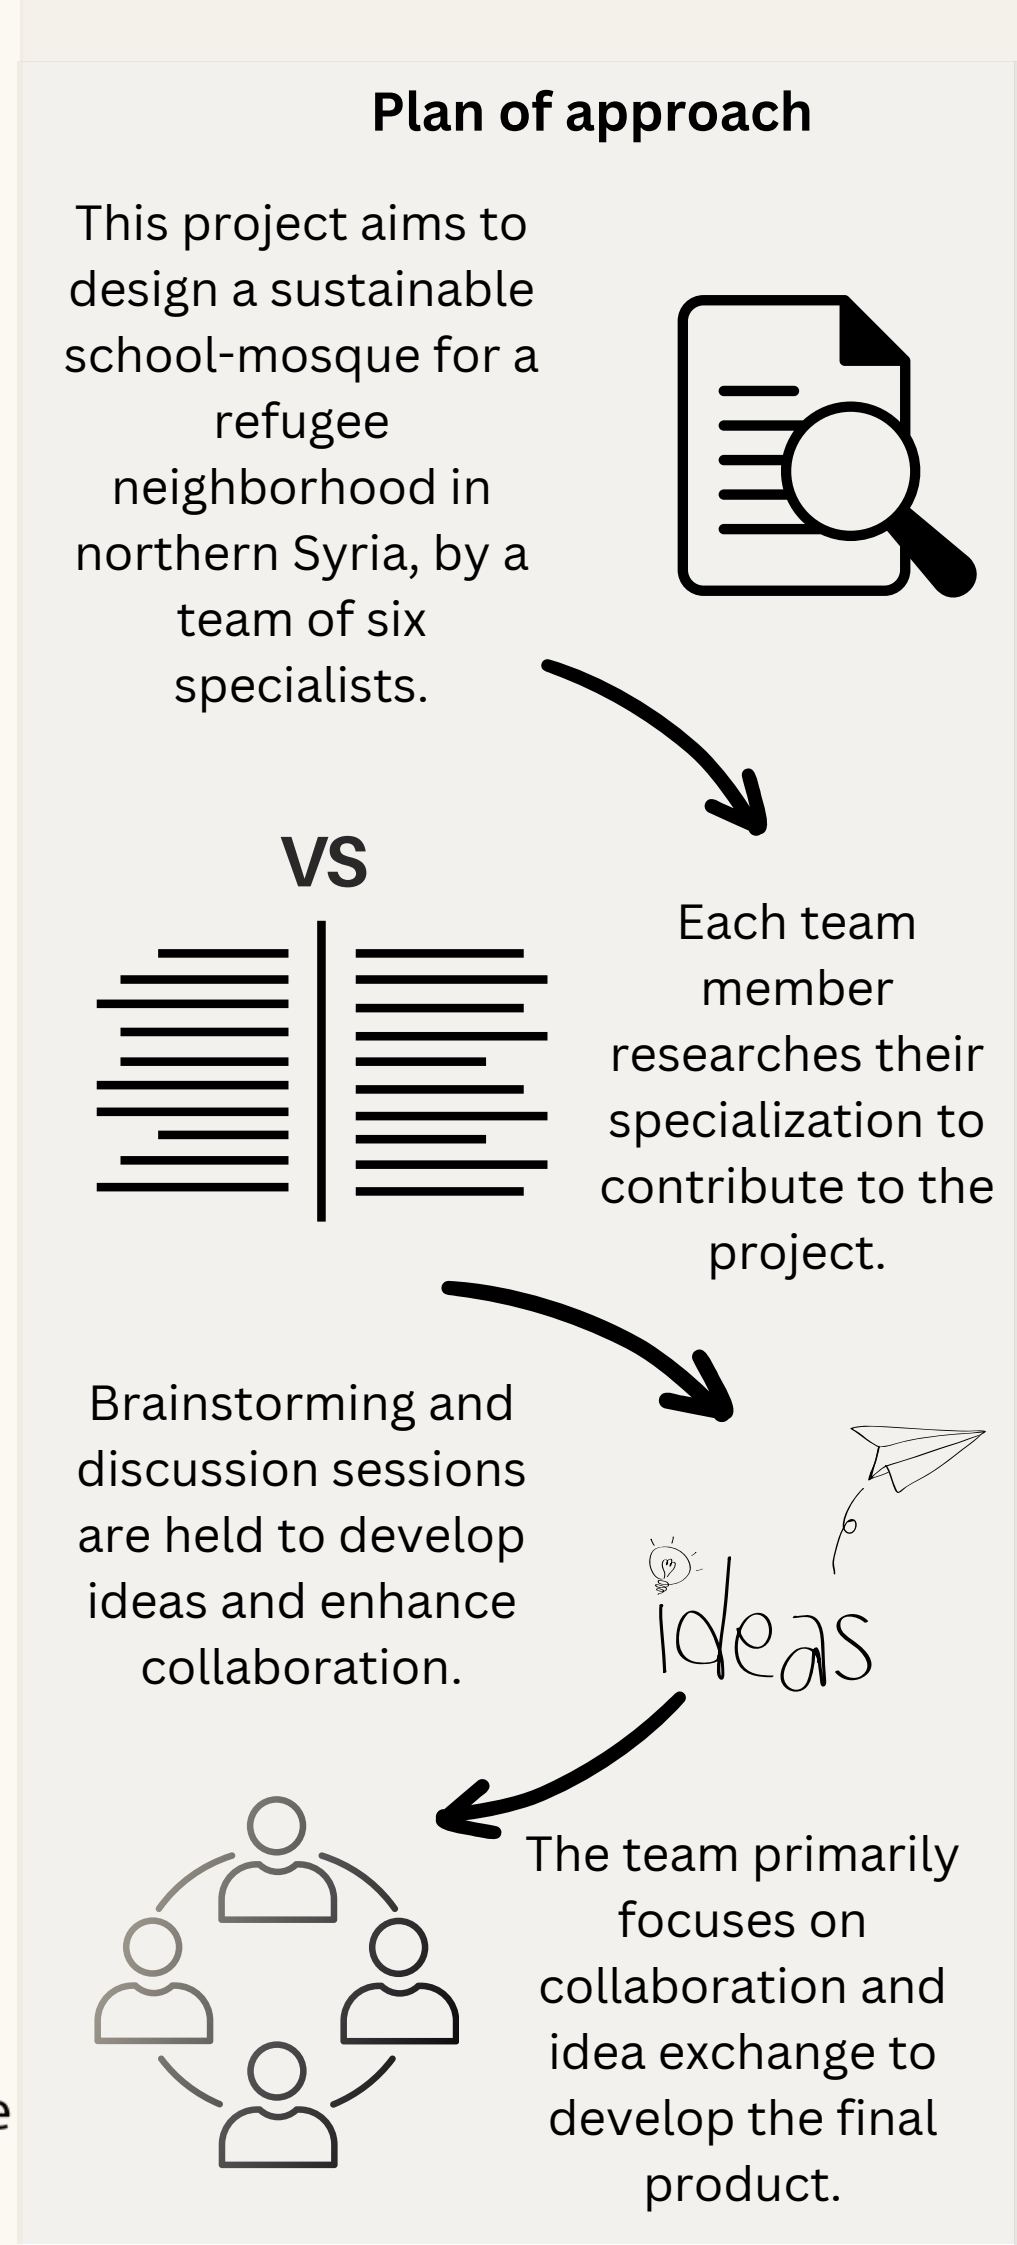 Plan of approach
This project aims to
design a sustainable
school-mosque for a
refugee
neighborhood in
northern Syria, by a
team of six
specialists.
VS
Each team
member
researches their
specialization to
contribute to the
project.
Brainstorming and
discussion sessions
are held to develop
ideas and enhance
collaboration.
ideas
The team primarily
focuses on
collaboration and
idea exchange to
develop the final
product.
e